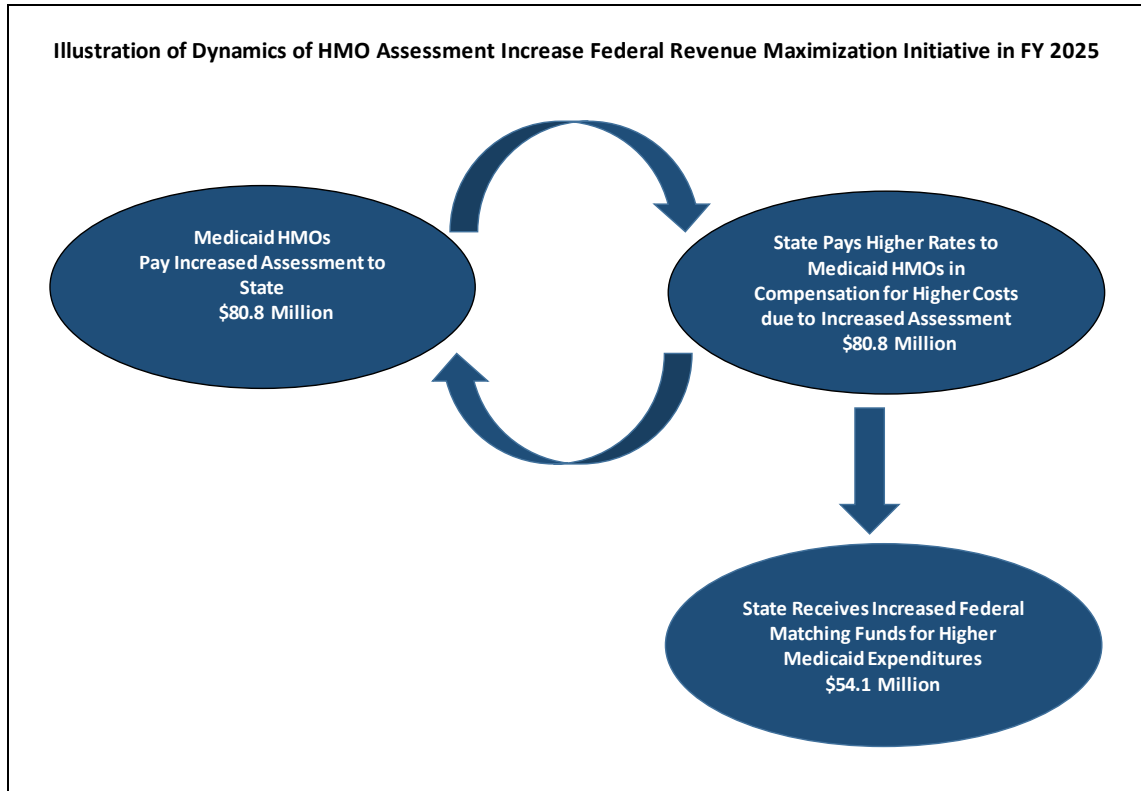 Illustration of Dynamics of HMO Assessment Increase Federal Revenue Maximization Initiative in FY 2025
Medicaid HMOs
Pay Increased Assessment to
State
$80.8 Million
State Pays Higher Rates to
Medicaid HMOs in
Compensation for Higher Costs
due to Increased Assessment
$80.8 Million
State Receives Increased Federal
Matching Funds for Higher
Medicaid Expenditures
$54.1 Million